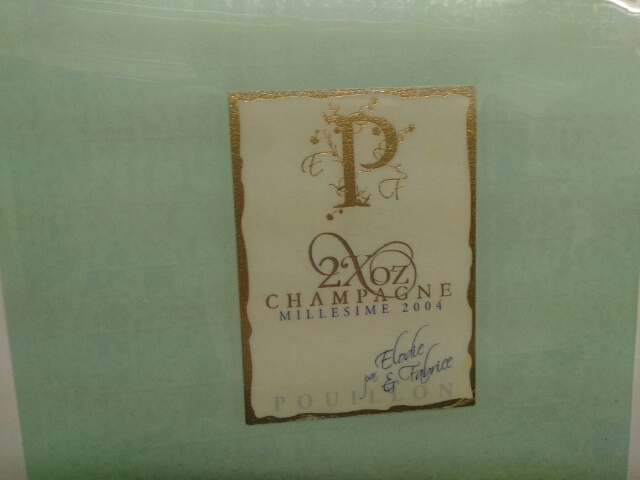 P
E F
2Xoz
CHAMPAGNE
MILLESIME 2004
par Elodie
& Fabrice
POUILLON